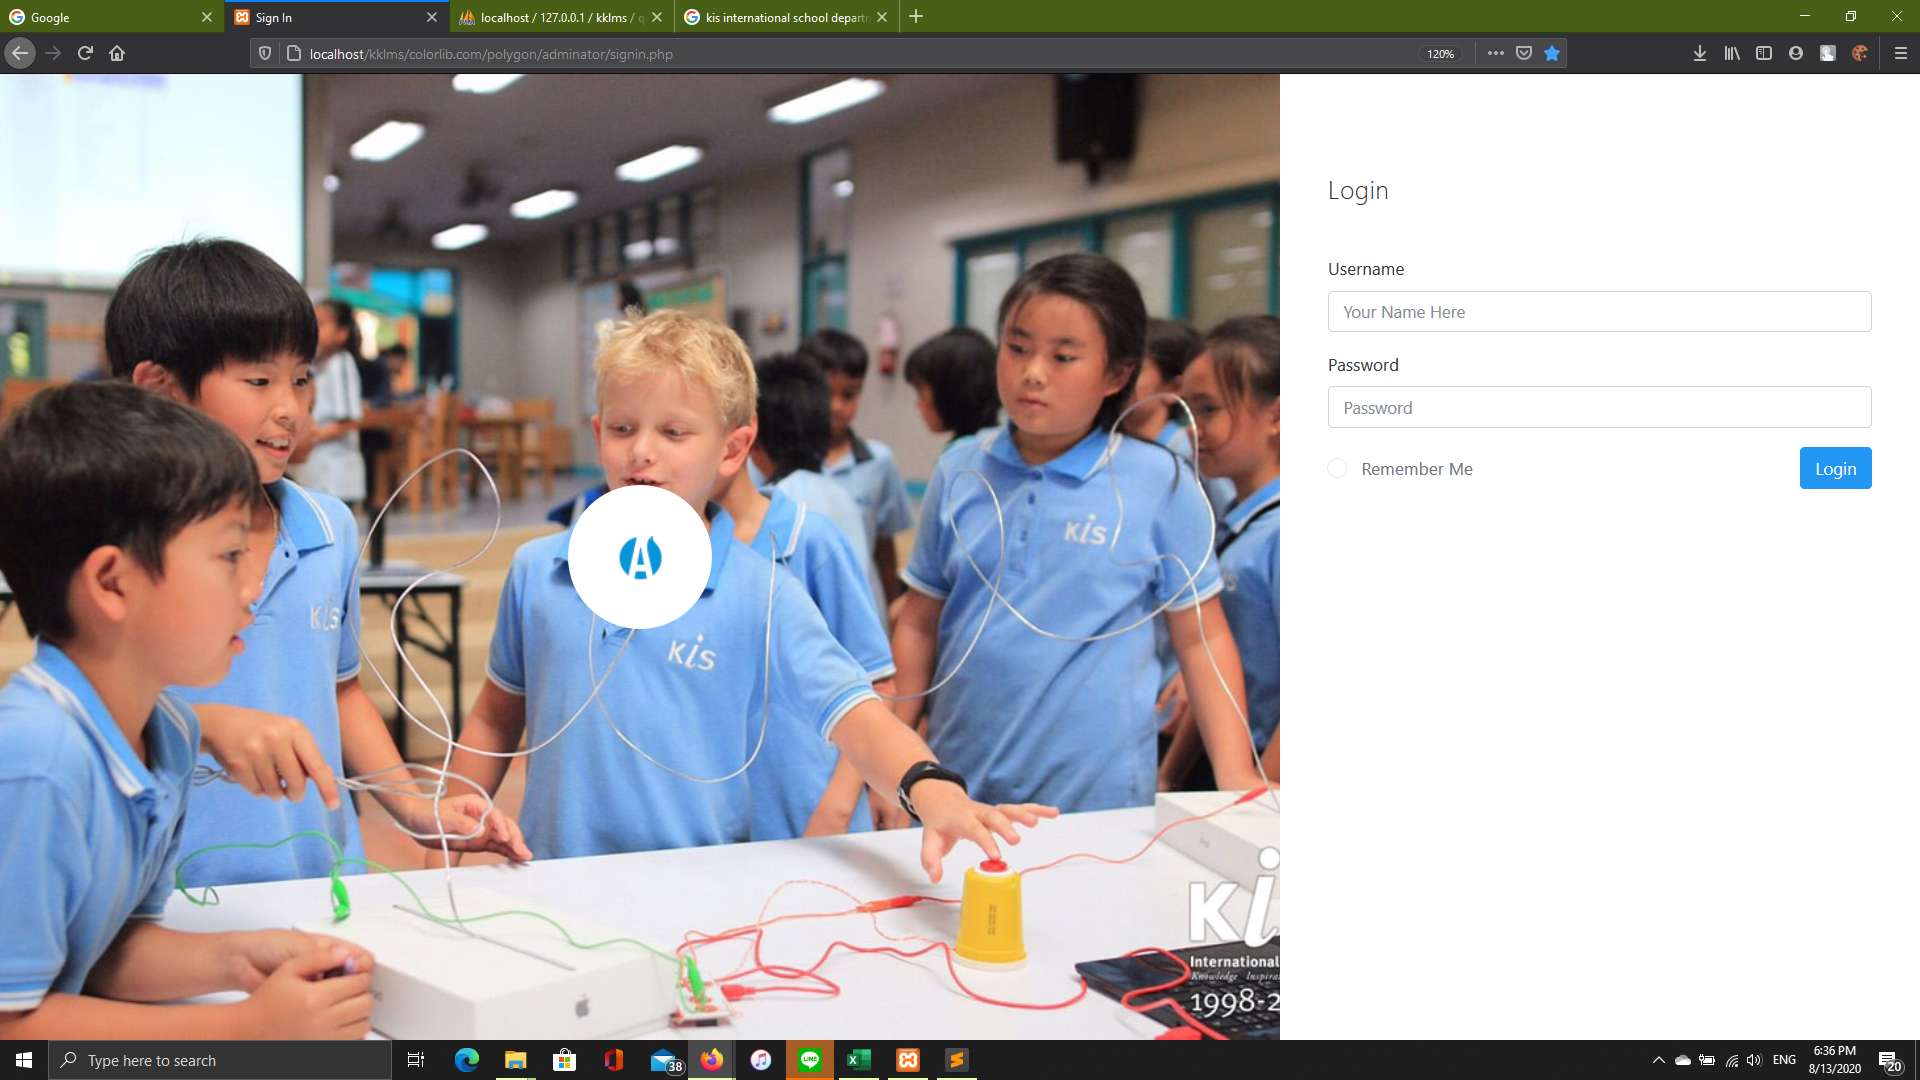 Google
Sign In
localhost / 127.0.0.1 / kklms / q
kis international school departm
localhost/kklms/colorlib.com/polygon/adminator/signin.php
120%
Login
Username
Your Name Here
Password
Password
Remember Me
Login
KiS
KiS
KiS
A
Ki
International
Knowledge Inspira
1998-2
Type here to search
38
LINE
ENG
6:36 PM
8/13/2020
20